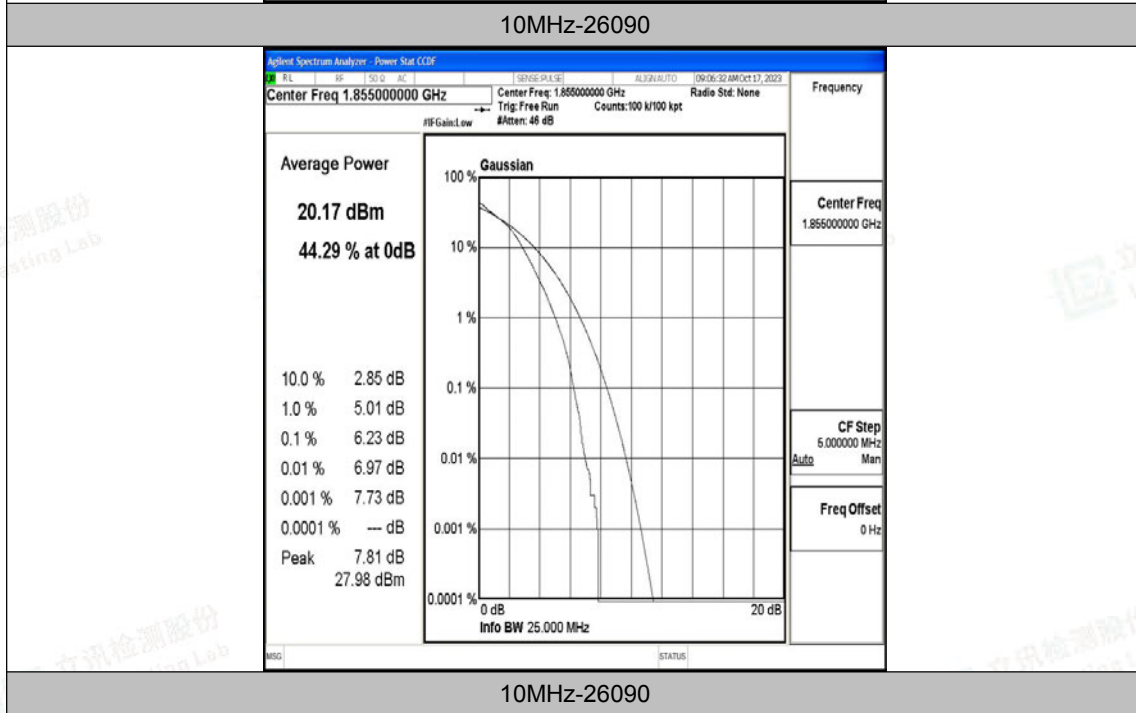 10MHz-26090
Agilent Spectrum Analyzer - Power Stat CCDF
RL RF 50 Ω AC SENSE:PULSE ALIGNAUTO 09:06:32 AM Oct 17, 2023
Center Freq 1.855000000 GHz
Center Freq: 1.855000000 GHz Radio Std: None
Trig: Free Run Counts:100 k/100 kpt
#IFGain:Low #Atten: 46 dB
Frequency
Average Power
20.17 dBm
44.29 % at 0dB
10.0 % 2.85 dB
1.0 % 5.01 dB
0.1 % 6.23 dB
0.01 % 6.97 dB
0.001 % 7.73 dB
0.0001 % --- dB
Peak 7.81 dB
27.98 dBm
Gaussian
100 %
10 %
1 %
0.1 %
0.01 %
0.001 %
0.0001 %
0 dB 20 dB
Info BW 25.000 MHz
Center Freq
1.855000000 GHz
CF Step
5.000000 MHz
Auto Man
Freq Offset
0 Hz
MSG STATUS
10MHz-26090